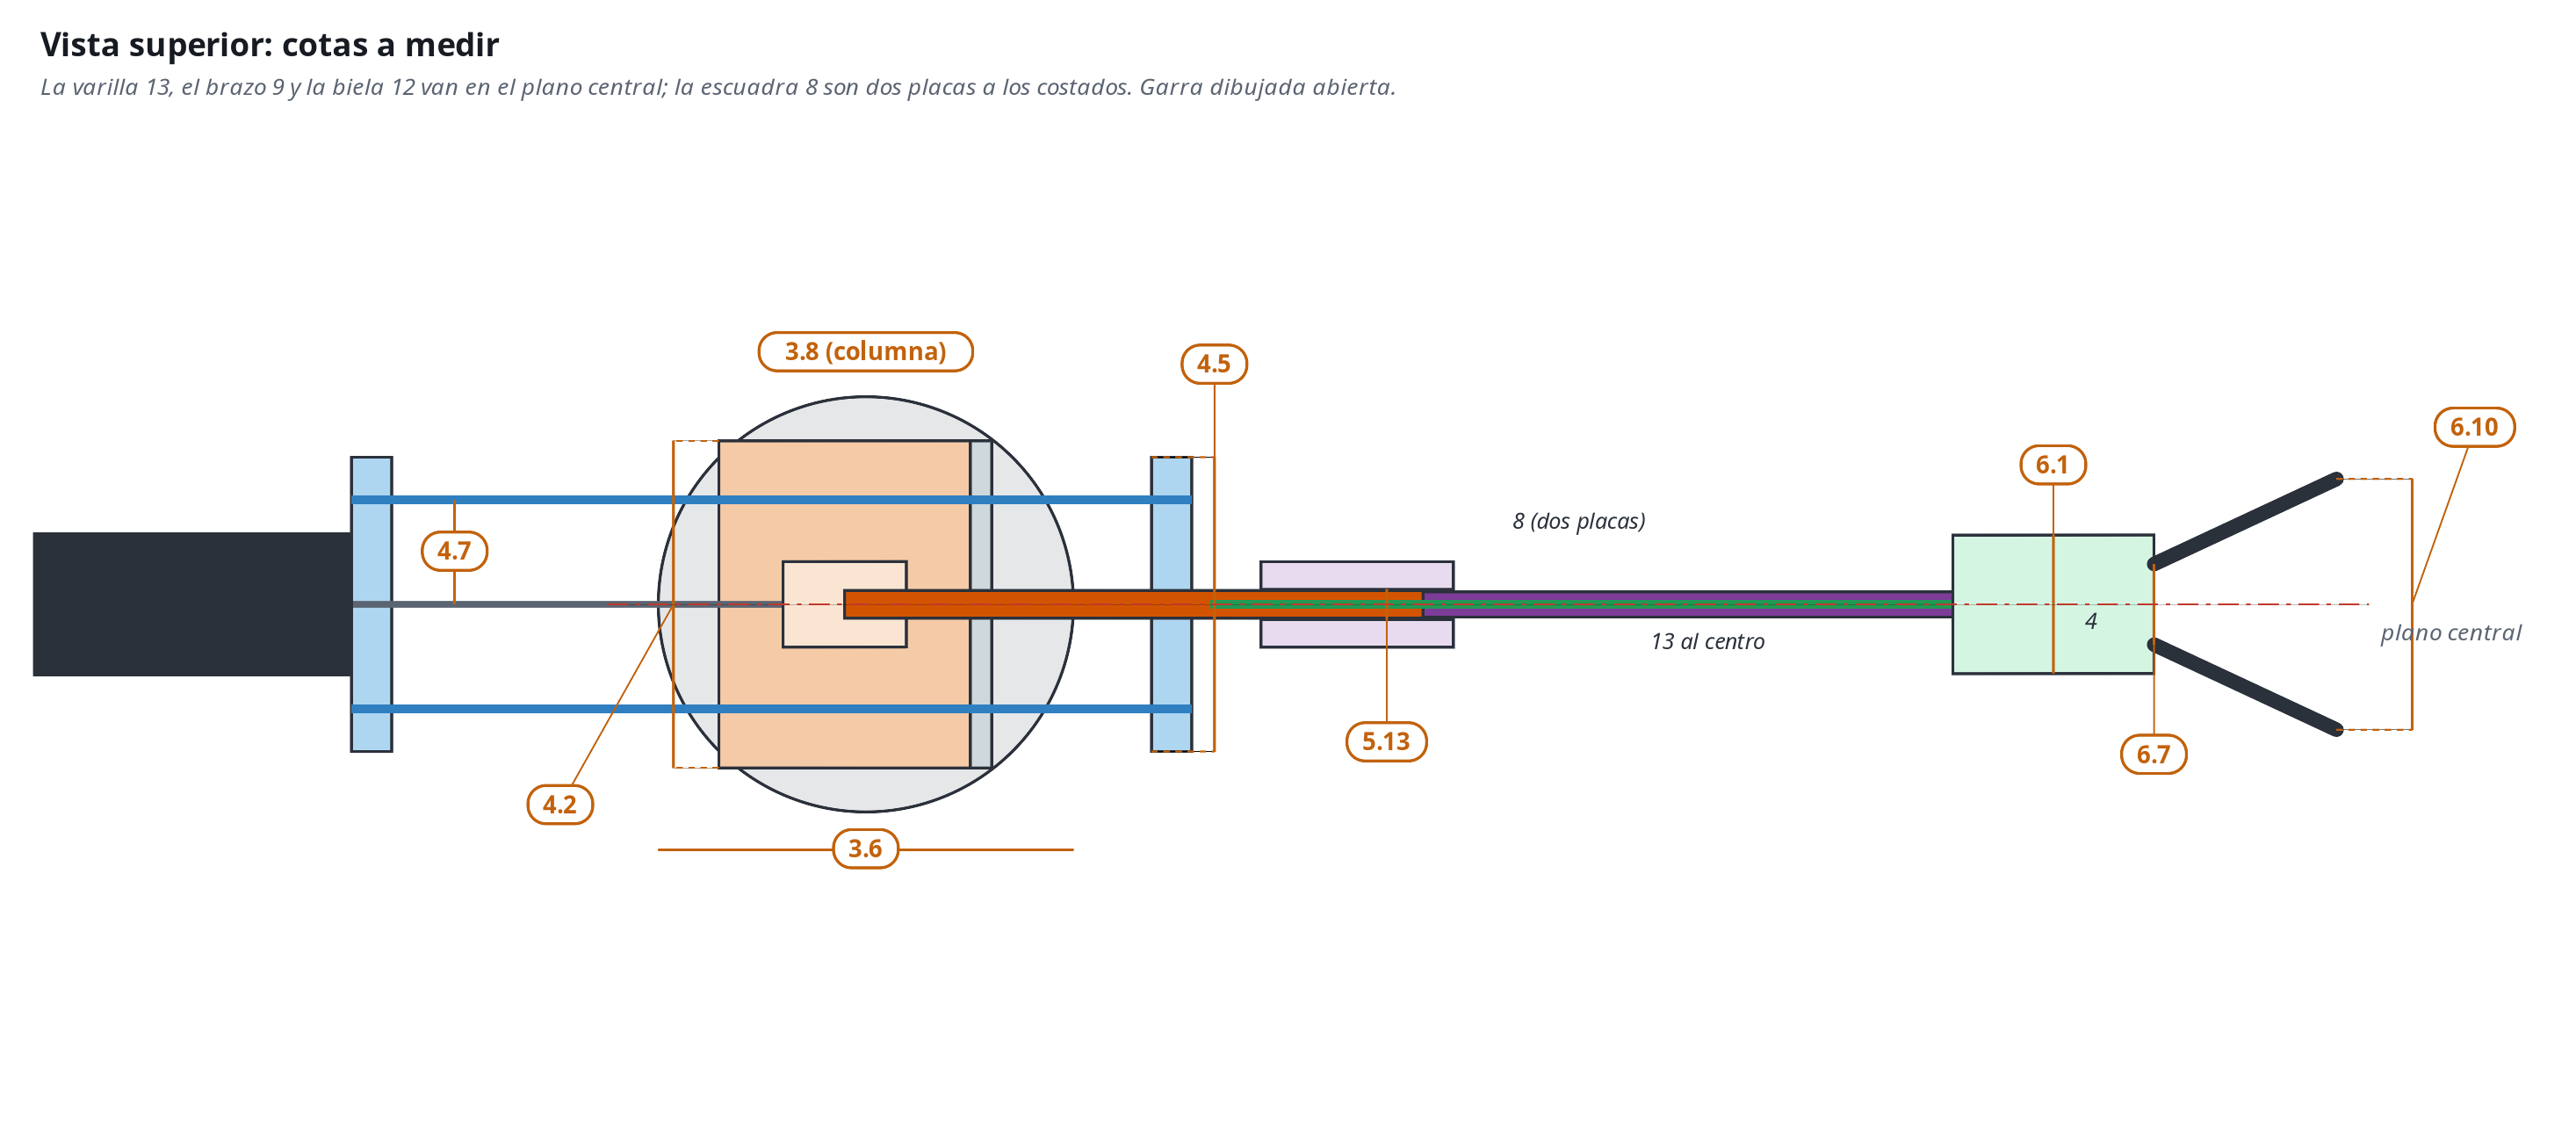 Vista superior: cotas a medir
La varilla 13, el brazo 9 y la biela 12 van en el plano central; la escuadra 8 son dos placas a los costados. Garra dibujada abierta.
3.8 (columna)
4.5
6.10
6.1
8 (dos placas)
4.7
4
plano central
13 al centro
5.13
6.7
4.2
3.6